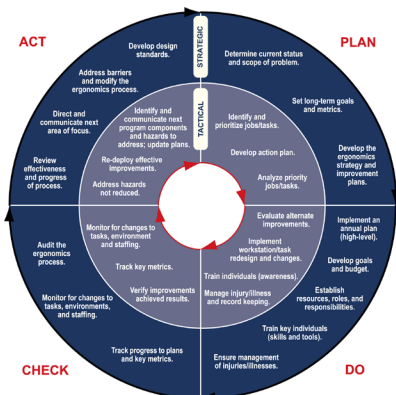 ACT
PLAN
STRATEGIC
TACTICAL
Develop design
standards.
Address barriers
and modify the
ergonomics process.
Direct and
communicate next
area of focus.
Review
effectiveness
and progress
of process.
Determine current status
and scope of problem.
Set long-term goals
and metrics.
Develop the
ergonomics
strategy and
improvement
plans.
Identify and
communicate next
program components
and hazards to
address; update plans.
Re-deploy effective
Improvements.
Address hazards
not reduced.
Identify and
prioritize jobs/tasks.
Develop action plan.
Analyze priority
jobs/tasks.
Monitor for changes to
tasks, environment
and staffing.
Track key metrics.
Verify improvements
achieved results.
Evaluate alternate
improvements.
Implement
workstation/task
redesign and changes.
Train individuals (awareness).
Manage injury/illness
and record keeping.
Audit the
ergonomics
process.
Monitor for changes to
tasks, environments,
and staffing.
Track progress to plans
and key metrics.
Implement an
annual plan
(high-level).
Develop goals
and budget.
Establish
resources, roles, and
responsibilities.
Train key individuals
(skills and tools).
Ensure management
of injuries/illnesses.
CHECK
DO